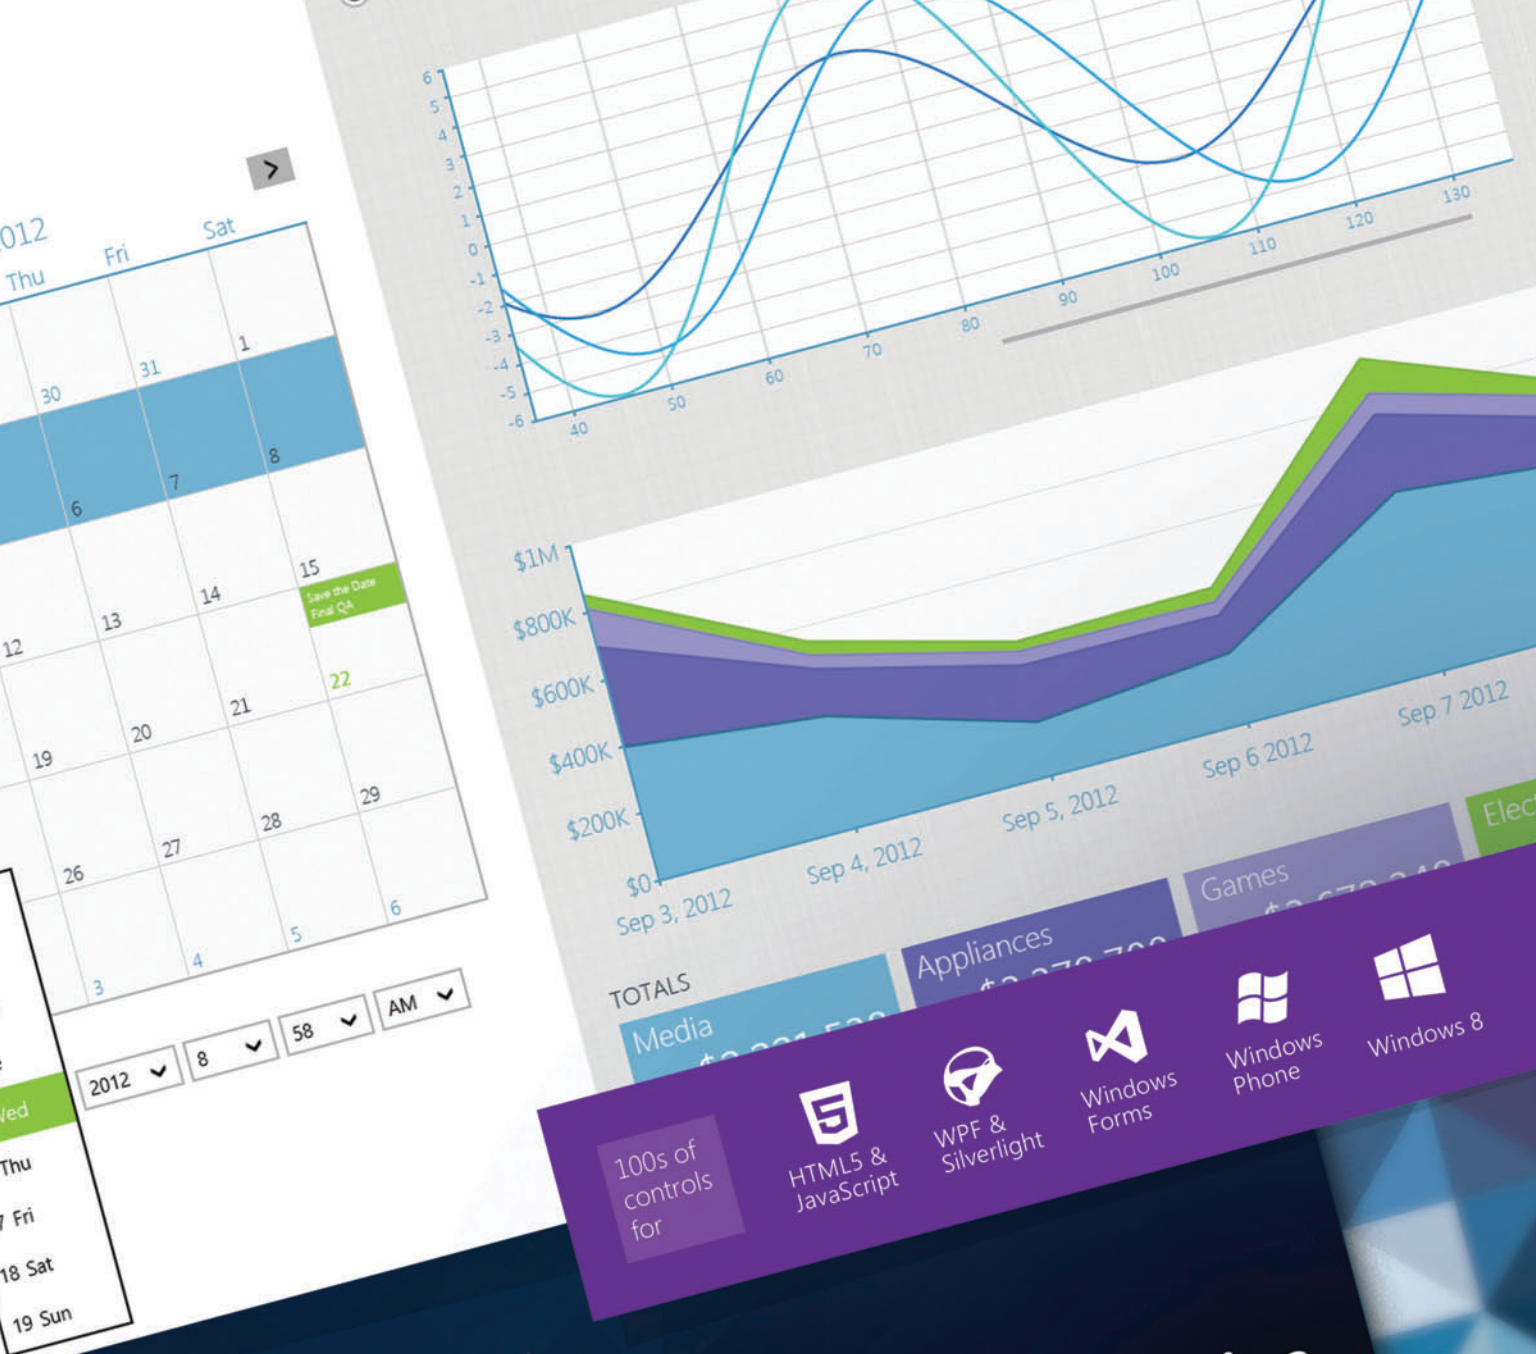 6
5
4
3
2
1
0
-1
-2
-3
-4
-5
-6
40
50
60
70
80
90
100
110
120
130
2012
Thu
Fri
Sat
30
31
1
6
7
8
12
13
14
15
Save the Date
Final QA
19
20
21
22
26
27
28
29
3
4
5
6
2012
8
58
AM
Wed
Thu
Fri
18 Sat
19 Sun
$1M
$800K
$600K
$400K
$200K
$0
Sep 3, 2012
Sep 4, 2012
Sep 5, 2012
Sep 6 2012
Sep 7 2012
TOTALS
Media
Appliances
Games
Elec
100s of
controls
for
HTML5 &
JavaScript
WPF &
Silverlight
Windows
Forms
Windows
Phone
Windows 8